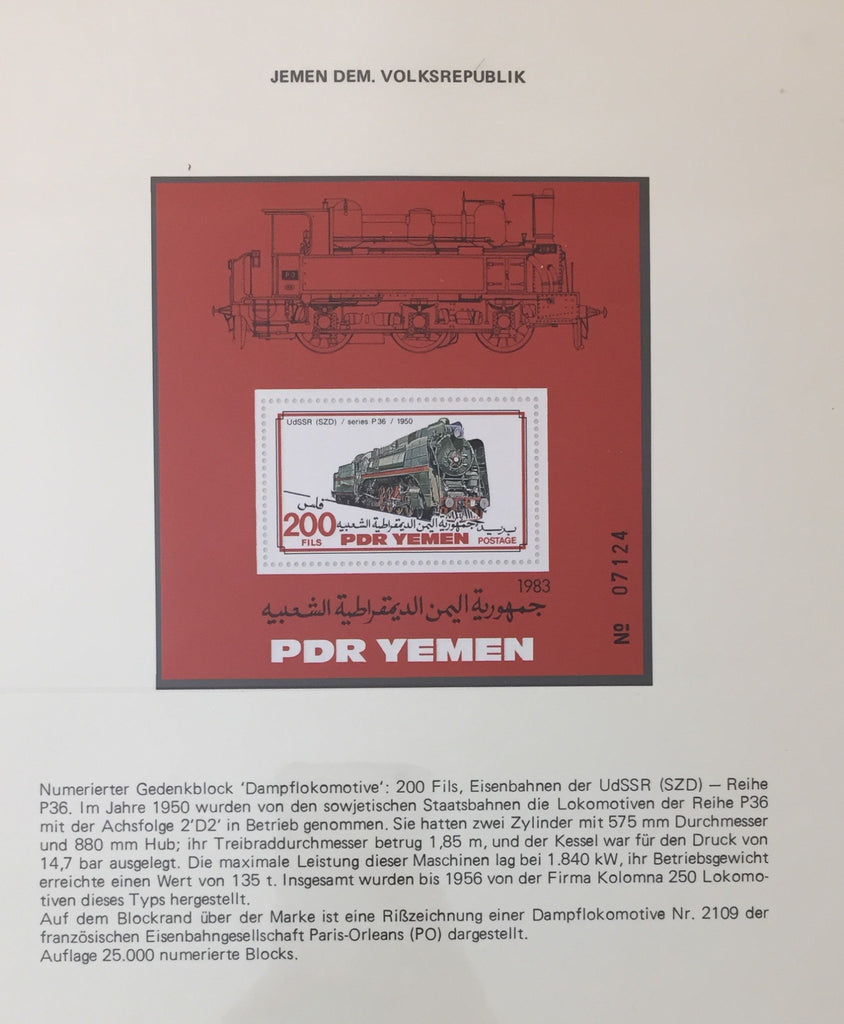 JEMEN DEM. VOLKSREPUBLIK
UdSSR (SZD) / series P36 / 1950
فلس
200
FILS
جمهورية اليمن الديمقراطية الشعبية
بريد
PDR YEMEN
POSTAGE
1983
جمهورية اليمن الديمقراطية الشعبية
PDR YEMEN
№ 07124
Numerierter Gedenkblock 'Dampflokomotive': 200 Fils, Eisenbahnen der UdSSR (SZD) — Reihe
P36. Im Jahre 1950 wurden von den sowjetischen Staatsbahnen die Lokomotiven der Reihe P36
mit der Achsfolge 2'D2' in Betrieb genommen. Sie hatten zwei Zylinder mit 575 mm Durchmesser
und 880 mm Hub; ihr Treibraddurchmesser betrug 1,85 m, und der Kessel war für den Druck von
14,7 bar ausgelegt. Die maximale Leistung dieser Maschinen lag bei 1.840 kW, ihr Betriebsgewicht
erreichte einen Wert von 135 t. Insgesamt wurden bis 1956 von der Firma Kolomna 250 Lokomo-
tiven dieses Typs hergestellt.
Auf dem Blockrand über der Marke ist eine Rißzeichnung einer Dampflokomotive Nr. 2109 der
französischen Eisenbahngesellschaft Paris-Orleans (PO) dargestellt.
Auflage 25.000 numerierte Blocks.